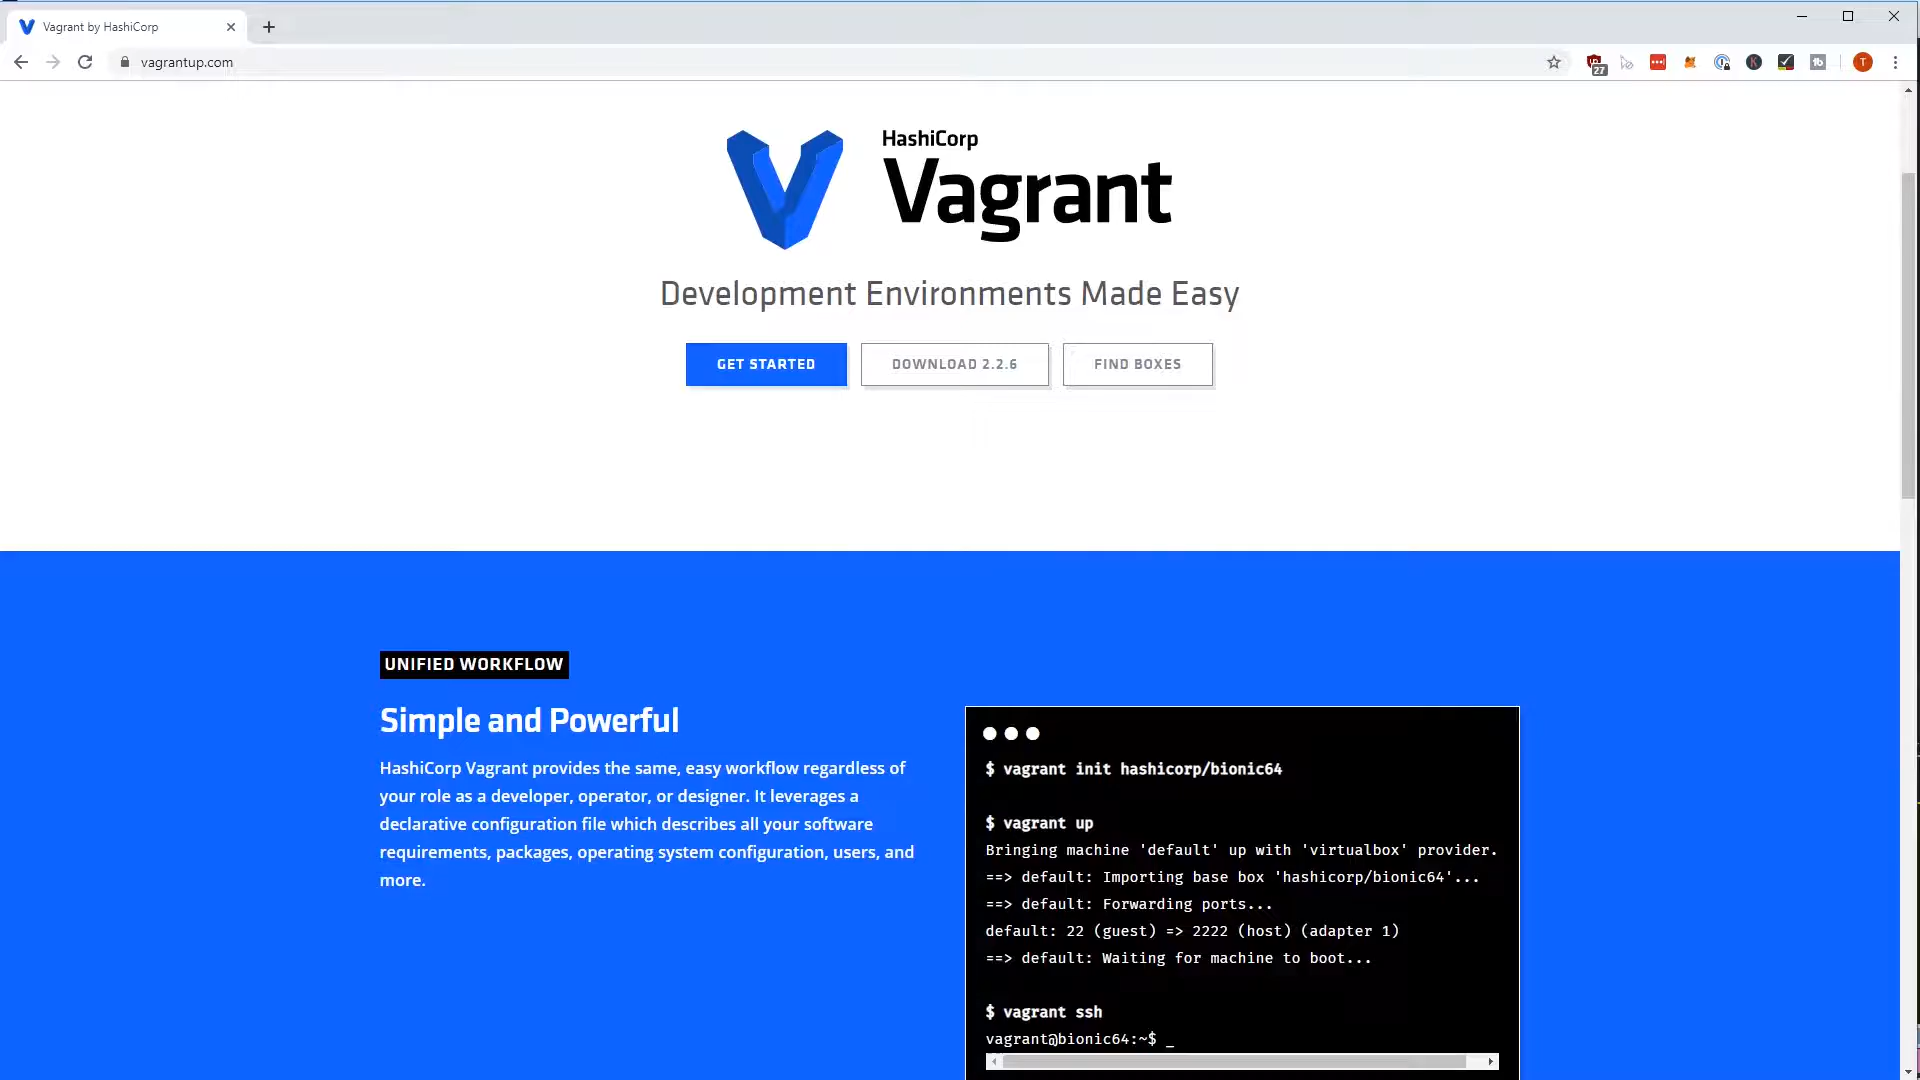 Vagrant by HashiCorp
vagrantup.com
27
T
HashiCorp
Vagrant
Development Environments Made Easy
GET STARTED
DOWNLOAD 2.2.6
FIND BOXES
UNIFIED WORKFLOW
Simple and Powerful
HashiCorp Vagrant provides the same, easy workflow regardless of
your role as a developer, operator, or designer. It leverages a
declarative configuration file which describes all your software
requirements, packages, operating system configuration, users, and
more.
$ vagrant init hashicorp/bionic64
$ vagrant up
Bringing machine 'default' up with 'virtualbox' provider.
==> default: Importing base box 'hashicorp/bionic64'...
==> default: Forwarding ports...
default: 22 (guest) => 2222 (host) (adapter 1)
==> default: Waiting for machine to boot...
$ vagrant ssh
vagrant@bionic64:~$ _